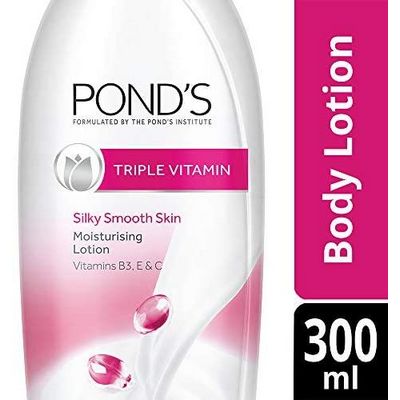 POND'S
FORMULATED BY THE POND'S INSTITUTE
TRIPLE VITAMIN
Silky Smooth Skin
Moisturising
Lotion
Vitamins B3, E & C
Body Lotion
300
ml